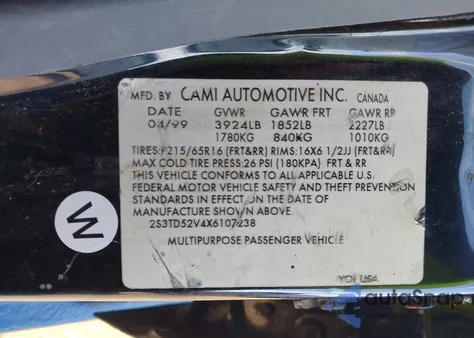 MFD. BY CAMI AUTOMOTIVE INC. CANADA
DATE GVWR GAWR FRT GAWR RR
04/99 3924LB 1852LB 2227LB
1780KG 840KG 1010KG
TIRES:P215/65R16 (FRT&RR) RIMS:16X6 1/2JJ (FRT&RR)
MAX COLD TIRE PRESS:26 PSI (180KPA) FRT & RR
THIS VEHICLE CONFORMS TO ALL APPLICABLE U.S.
FEDERAL MOTOR VEHICLE SAFETY AND THEFT PREVENTION
STANDARDS IN EFFECT ON THE DATE OF
MANUFACTURE SHOWN ABOVE.
2S3TD52V4X6107238
MULTIPURPOSE PASSENGER VEHICLE
W
YOI USA
autoSnap